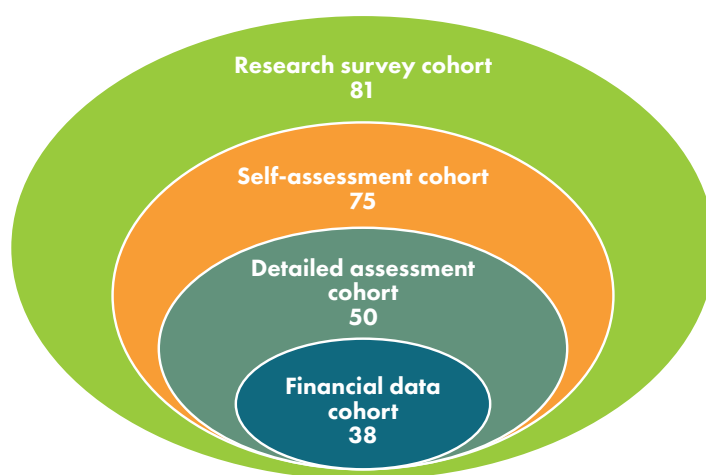 Research survey cohort
81
Self-assessment cohort
75
Detailed assessment
cohort
50
Financial data
cohort
38